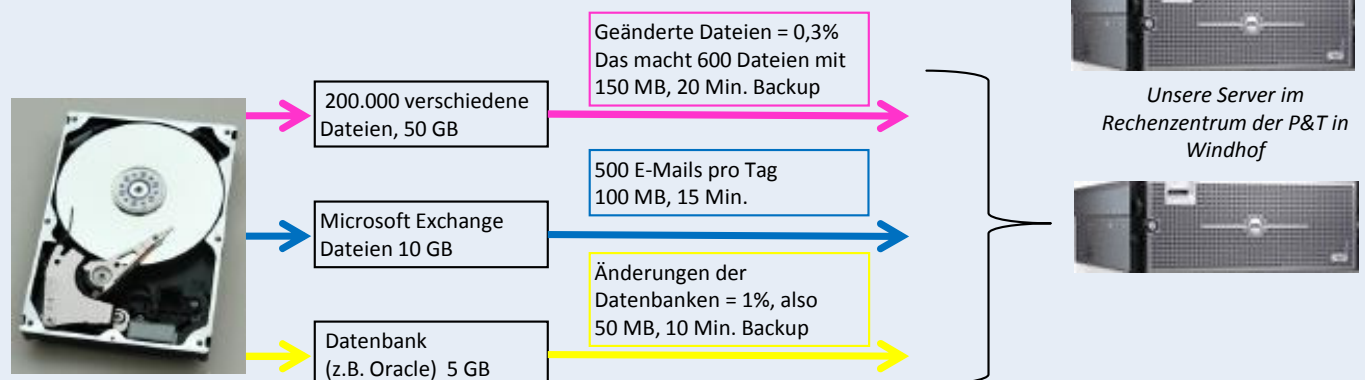 Geänderte Dateien = 0,3%
Das macht 600 Dateien mit
150 MB, 20 Min. Backup
200.000 verschiedene
Dateien, 50 GB
Unsere Server im
Rechenzentrum der P&T in
Windhof
500 E-Mails pro Tag
100 MB, 15 Min.
Microsoft Exchange
Dateien 10 GB
Änderungen der
Datenbanken = 1%, also
50 MB, 10 Min. Backup
Datenbank
(z.B. Oracle) 5 GB